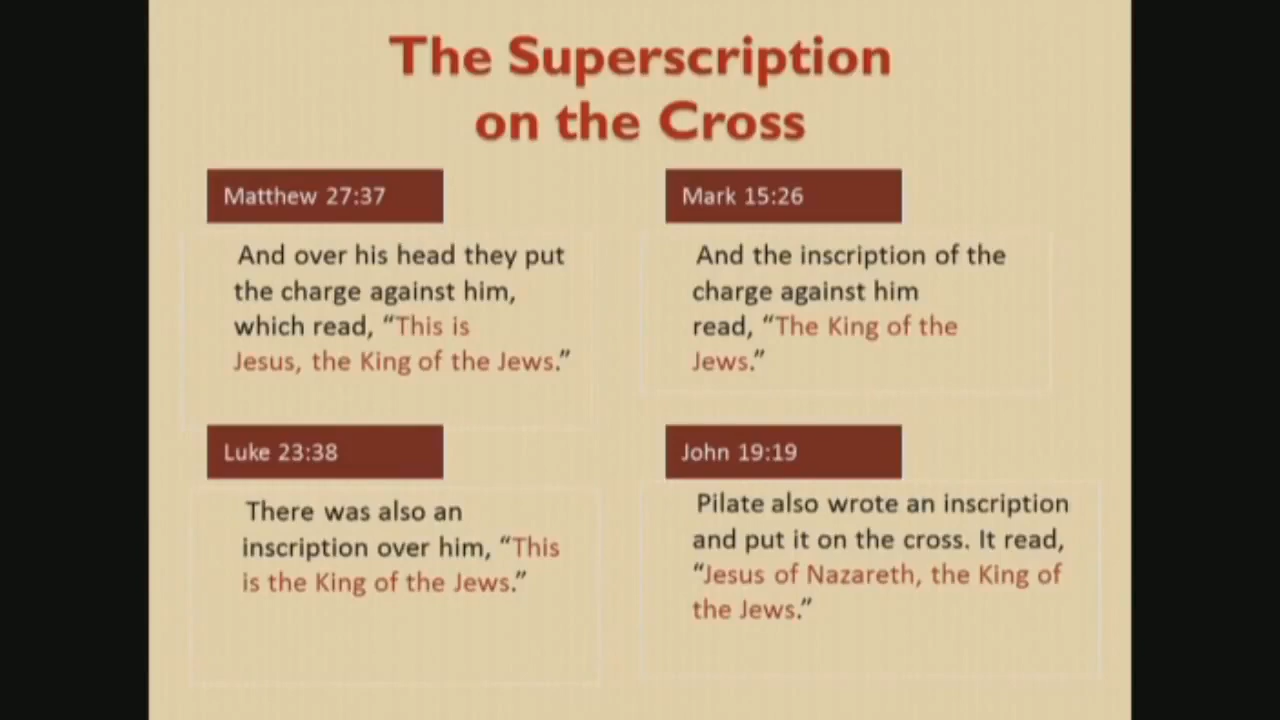 The Superscription
on the Cross
Matthew 27:37
And over his head they put
the charge against him,
which read, “This is
Jesus, the King of the Jews.”
Mark 15:26
And the inscription of the
charge against him
read, “The King of the
Jews.”
Luke 23:38
There was also an
inscription over him, “This
is the King of the Jews.”
John 19:19
Pilate also wrote an inscription
and put it on the cross. It read,
“Jesus of Nazareth, the King of
the Jews.”